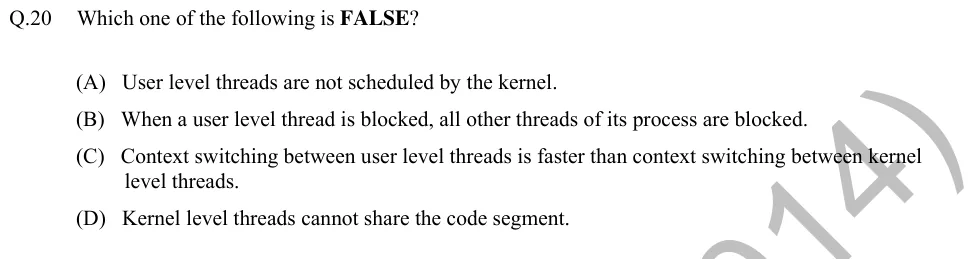 Q.20 Which one of the following is FALSE?
(A) User level threads are not scheduled by the kernel.
(B) When a user level thread is blocked, all other threads of its process are blocked.
(C) Context switching between user level threads is faster than context switching between kernel
level threads.
(D) Kernel level threads cannot share the code segment.
014)